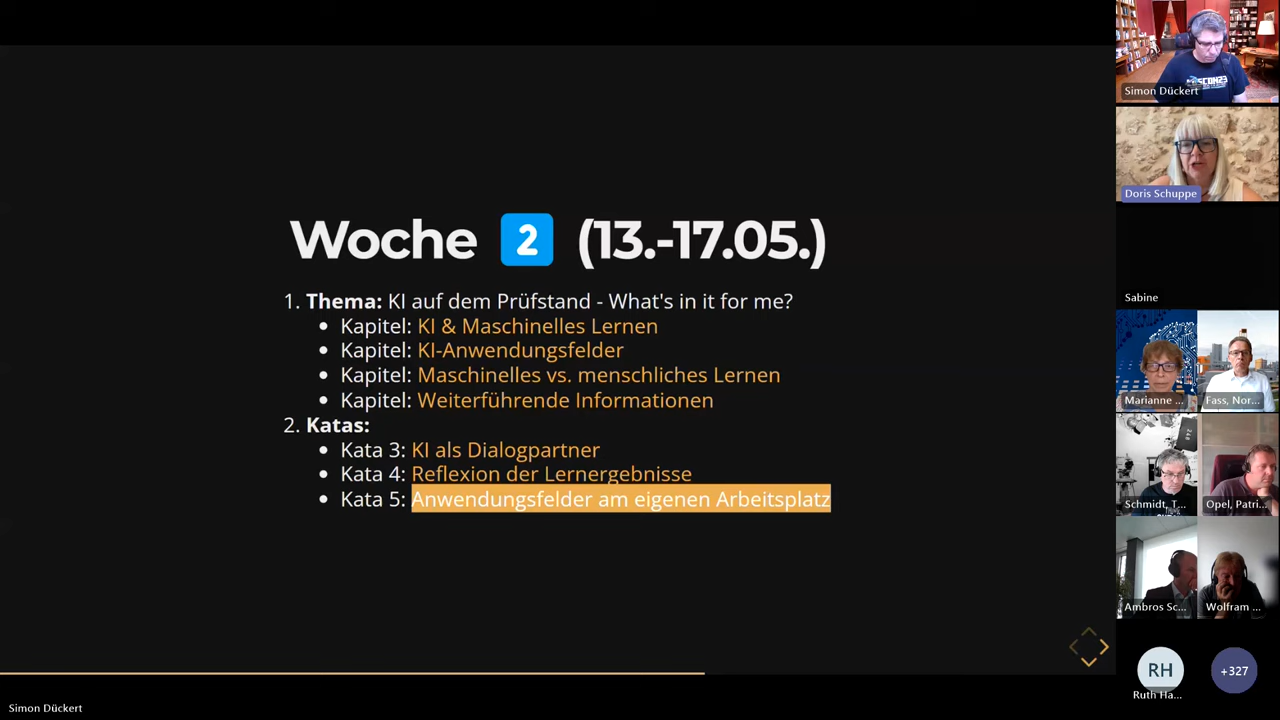 Woche 2 (13.-17.05.)
1. Thema: KI auf dem Prüfstand - What's in it for me?
• Kapitel: KI & Maschinelles Lernen
• Kapitel: KI-Anwendungsfelder
• Kapitel: Maschinelles vs. menschliches Lernen
• Kapitel: Weiterführende Informationen
2. Katas:
• Kata 3: KI als Dialogpartner
• Kata 4: Reflexion der Lernergebnisse
• Kata 5: Anwendungsfelder am eigenen Arbeitsplatz
Simon Dückert
Simon Dückert
Doris Schuppe
Sabine
Marianne ...
Fass, Nor...
Schmidt, T...
Opel, Patri...
Ambros Sc...
Wolfram ...
RH
Ruth Ha...
+327